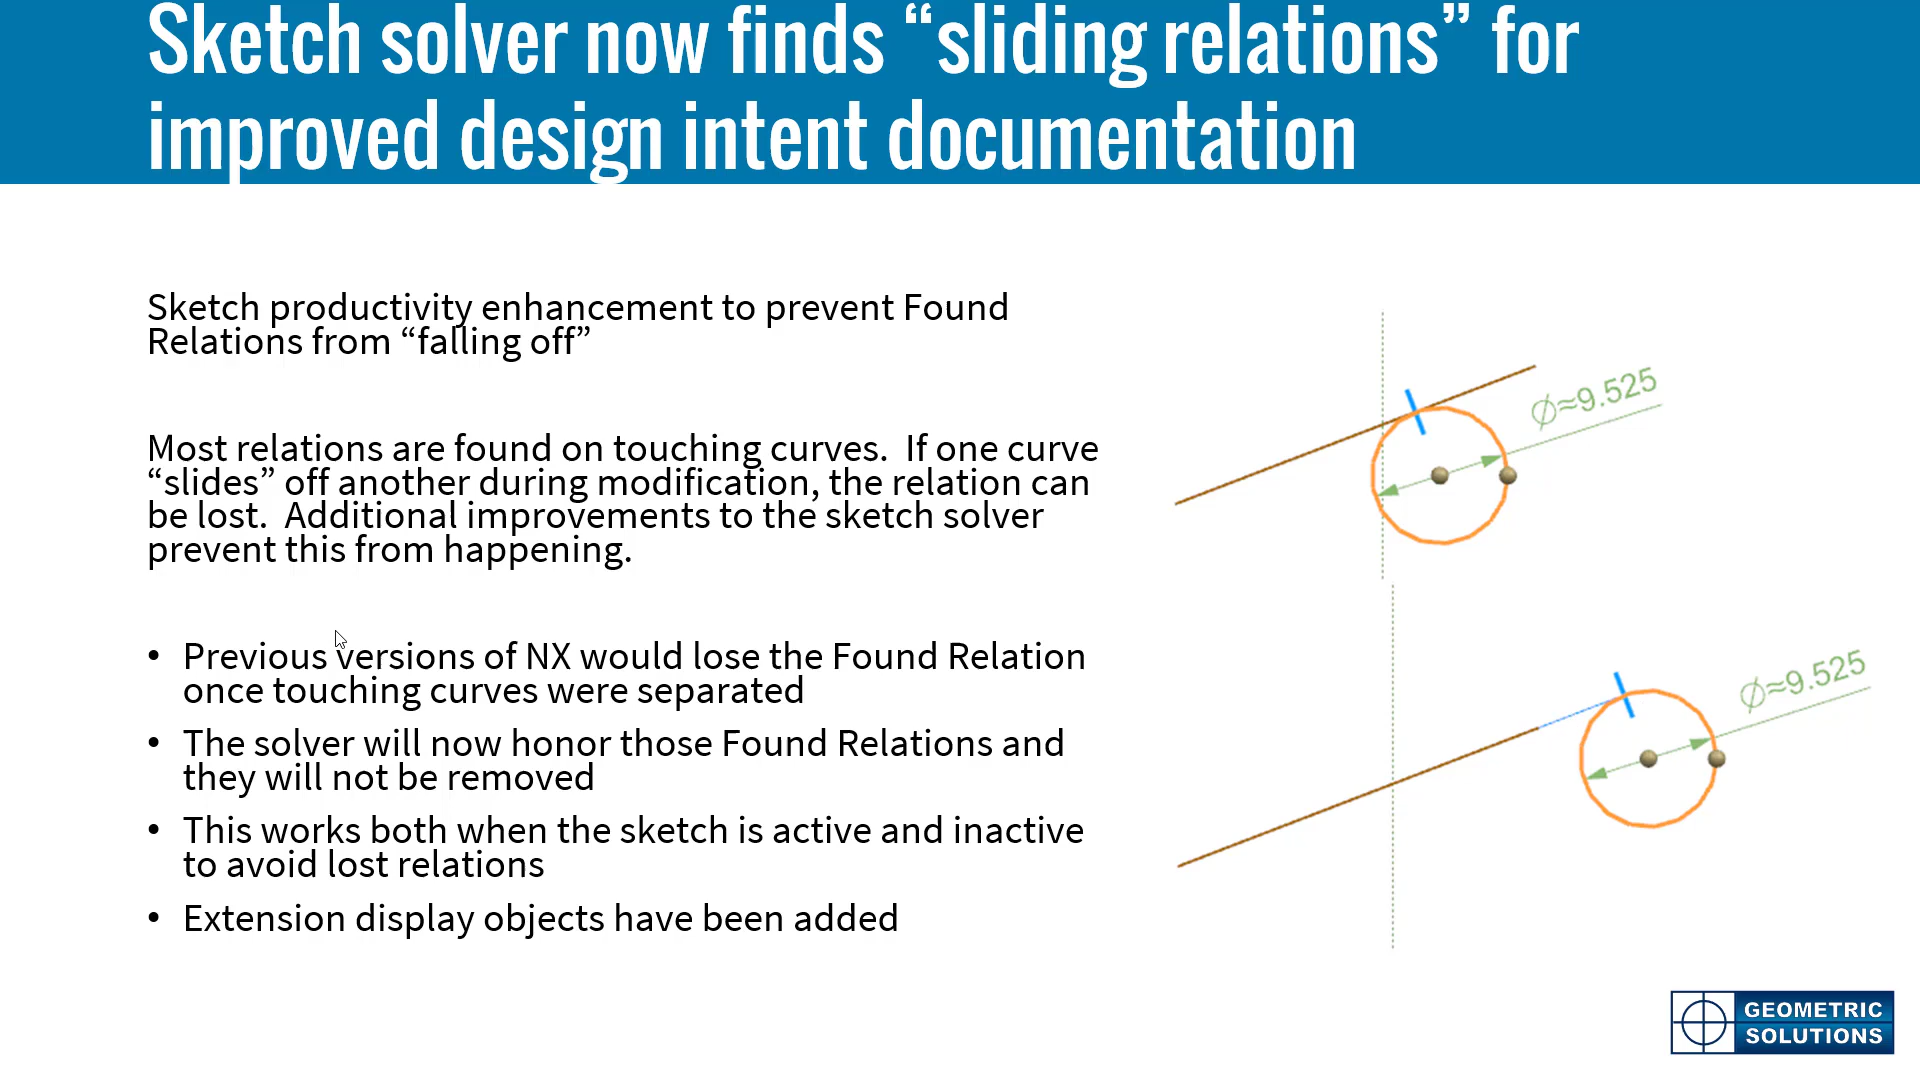 Sketch solver now finds “sliding relations” for
improved design intent documentation
Sketch productivity enhancement to prevent Found
Relations from “falling off”
Most relations are found on touching curves.  If one curve
“slides” off another during modification, the relation can
be lost.  Additional improvements to the sketch solver
prevent this from happening.
• Previous versions of NX would lose the Found Relation
once touching curves were separated
• The solver will now honor those Found Relations and
they will not be removed
• This works both when the sketch is active and inactive
to avoid lost relations
• Extension display objects have been added
∅≈9.525
∅≈9.525
GEOMETRIC
SOLUTIONS